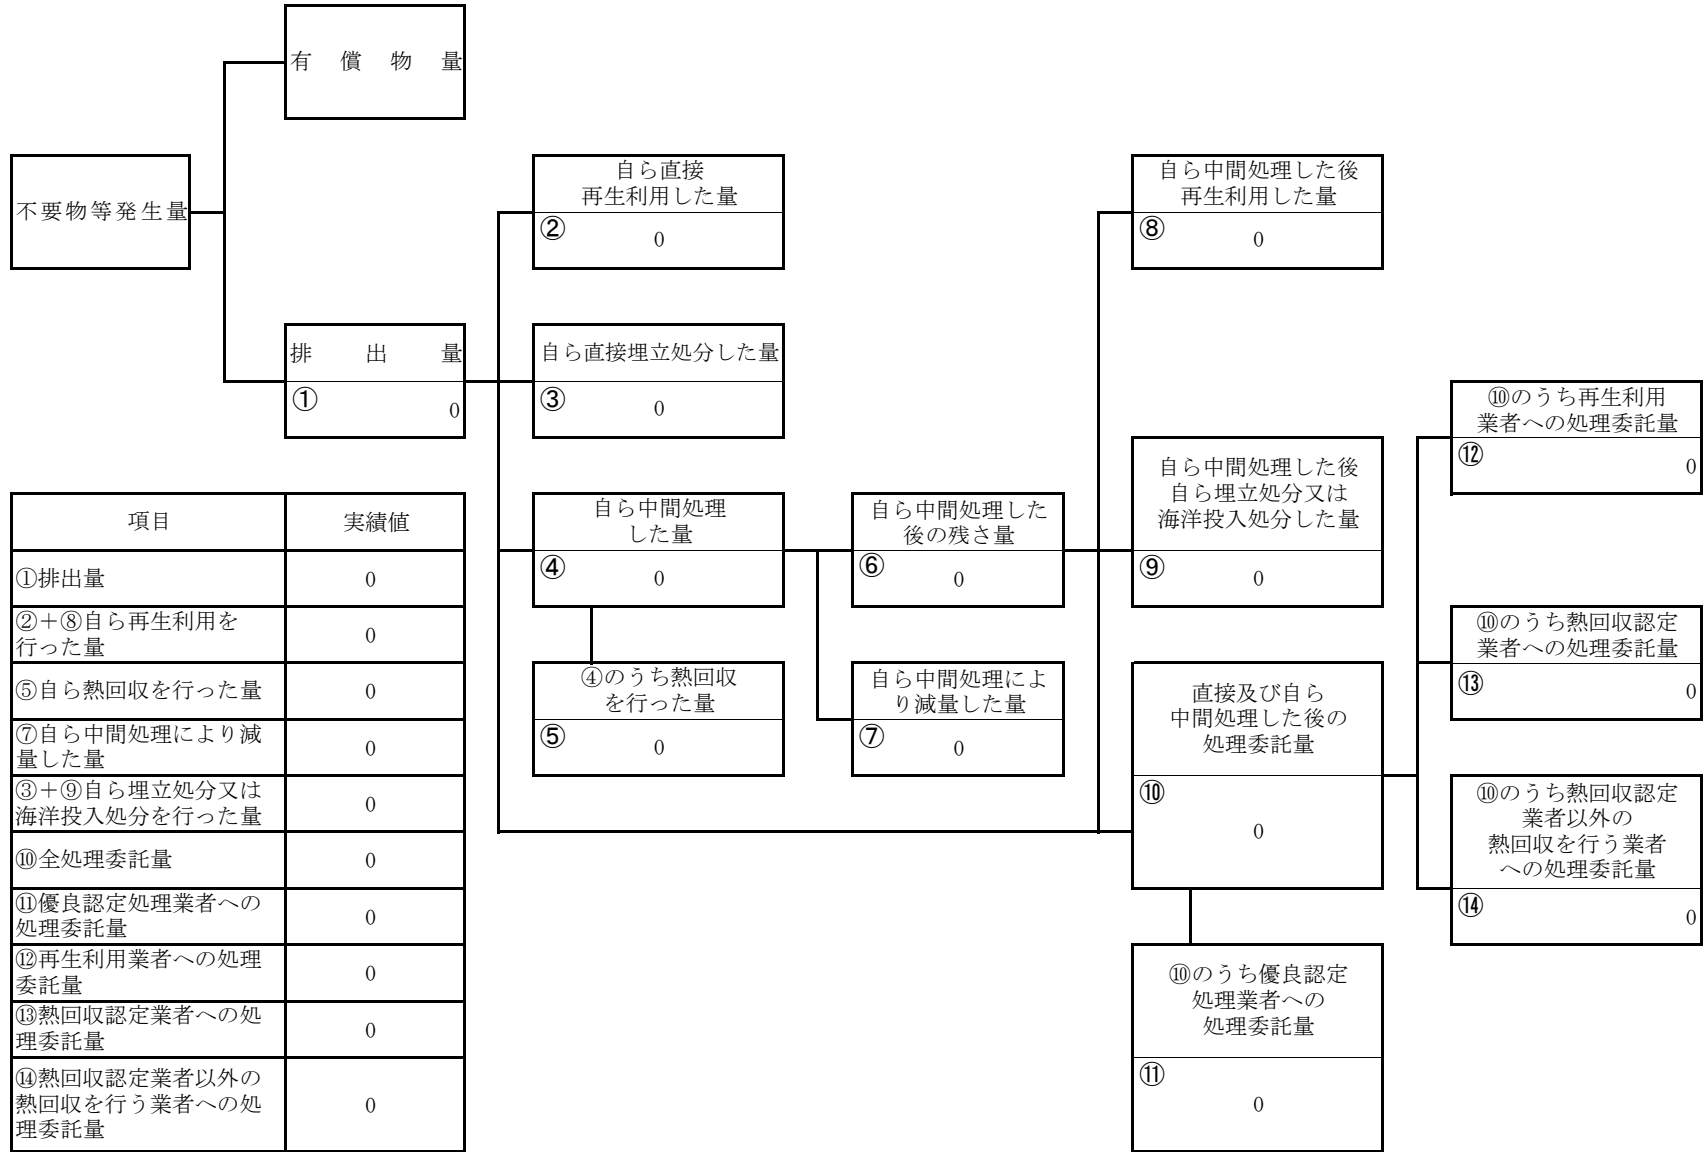 有償物量
不要物等発生量
自ら直接
再生利用した量
②
0
自ら中間処理した後
再生利用した量
⑧
0
排出量
①
0
自ら直接埋立処分した量
③
0
⑩のうち再生利用
業者への処理委託量
⑫
0
自ら中間処理した後
自ら埋立処分又は
海洋投入処分した量
⑨
0
自ら中間処理
した量
④
0
自ら中間処理した
後の残さ量
⑥
0
⑩のうち熱回収認定
業者への処理委託量
⑬
0
④のうち熱回収
を行った量
⑤
0
自ら中間処理によ
り減量した量
⑦
0
直接及び自ら
中間処理した後の
処理委託量
⑩
0
⑩のうち熱回収認定
業者以外の
熱回収を行う業者
への処理委託量
⑭
0
⑩のうち優良認定
処理業者への
処理委託量
⑪
0
項目 実績値
①排出量 0
②+⑧自ら再生利用を
行った量 0
⑤自ら熱回収を行った量 0
⑦自ら中間処理により減
量した量 0
③+⑨自ら埋立処分又は
海洋投入処分を行った量 0
⑩全処理委託量 0
⑪優良認定処理業者への
処理委託量 0
⑫再生利用業者への処理
委託量 0
⑬熱回収認定業者への処
理委託量 0
⑭熱回収認定業者以外の
熱回収を行う業者への処
理委託量 0